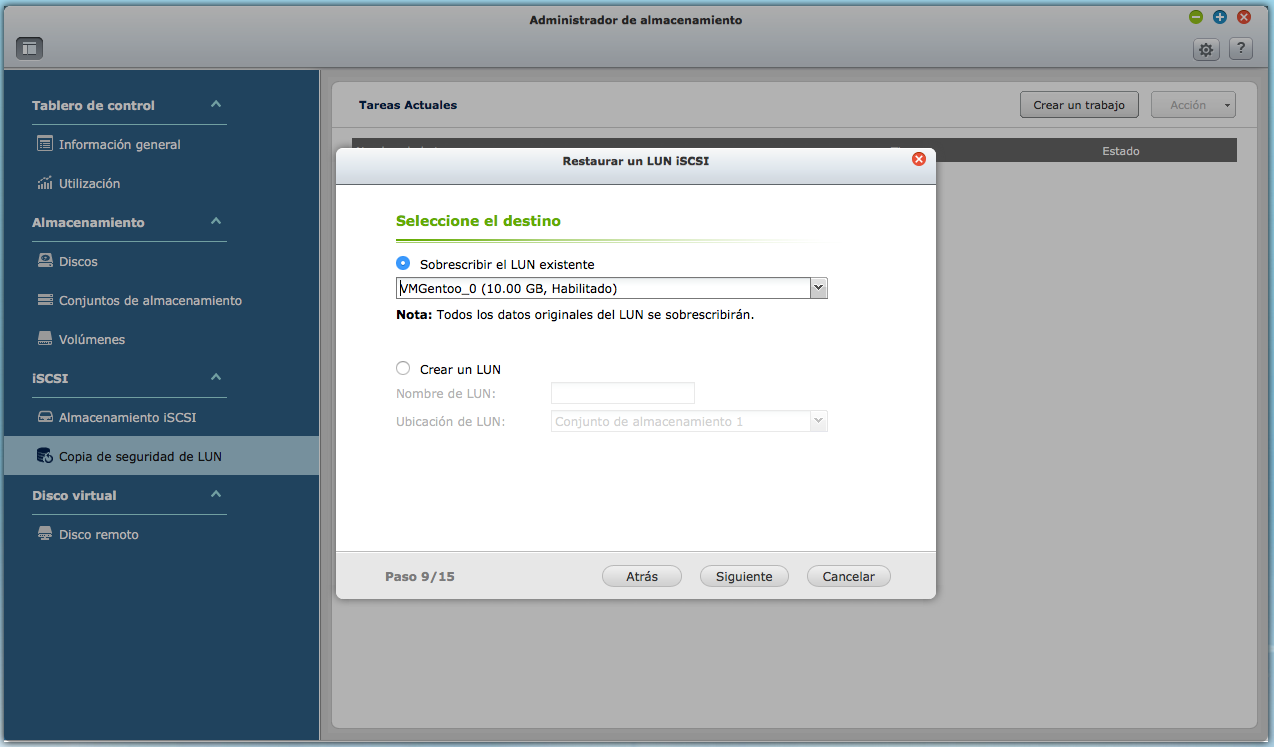 Administrador de almacenamiento
?
Tablero de control
Información general
Utilización
Almacenamiento
Discos
Conjuntos de almacenamiento
Volúmenes
iSCSI
Almacenamiento iSCSI
Copia de seguridad de LUN
Disco virtual
Disco remoto
Tareas Actuales
Crear un trabajo
Acción
Estado
Restaurar un LUN iSCSI
Seleccione el destino
Sobrescribir el LUN existente
VMGentoo_0 (10.00 GB, Habilitado)
Nota: Todos los datos originales del LUN se sobrescribirán.
Crear un LUN
Nombre de LUN:
Ubicación de LUN:
Conjunto de almacenamiento 1
Paso 9/15
Atrás
Siguiente
Cancelar